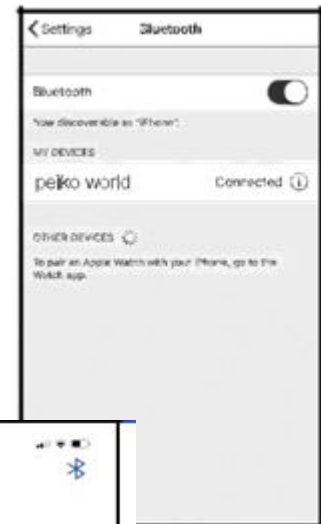 Settings Bluetooth
Bluetooth
Now discoverable as "iPhone".
MY DEVICES
peiko world Connected
OTHER DEVICES
To pair an Apple Watch with your iPhone, go to the
Watch app.